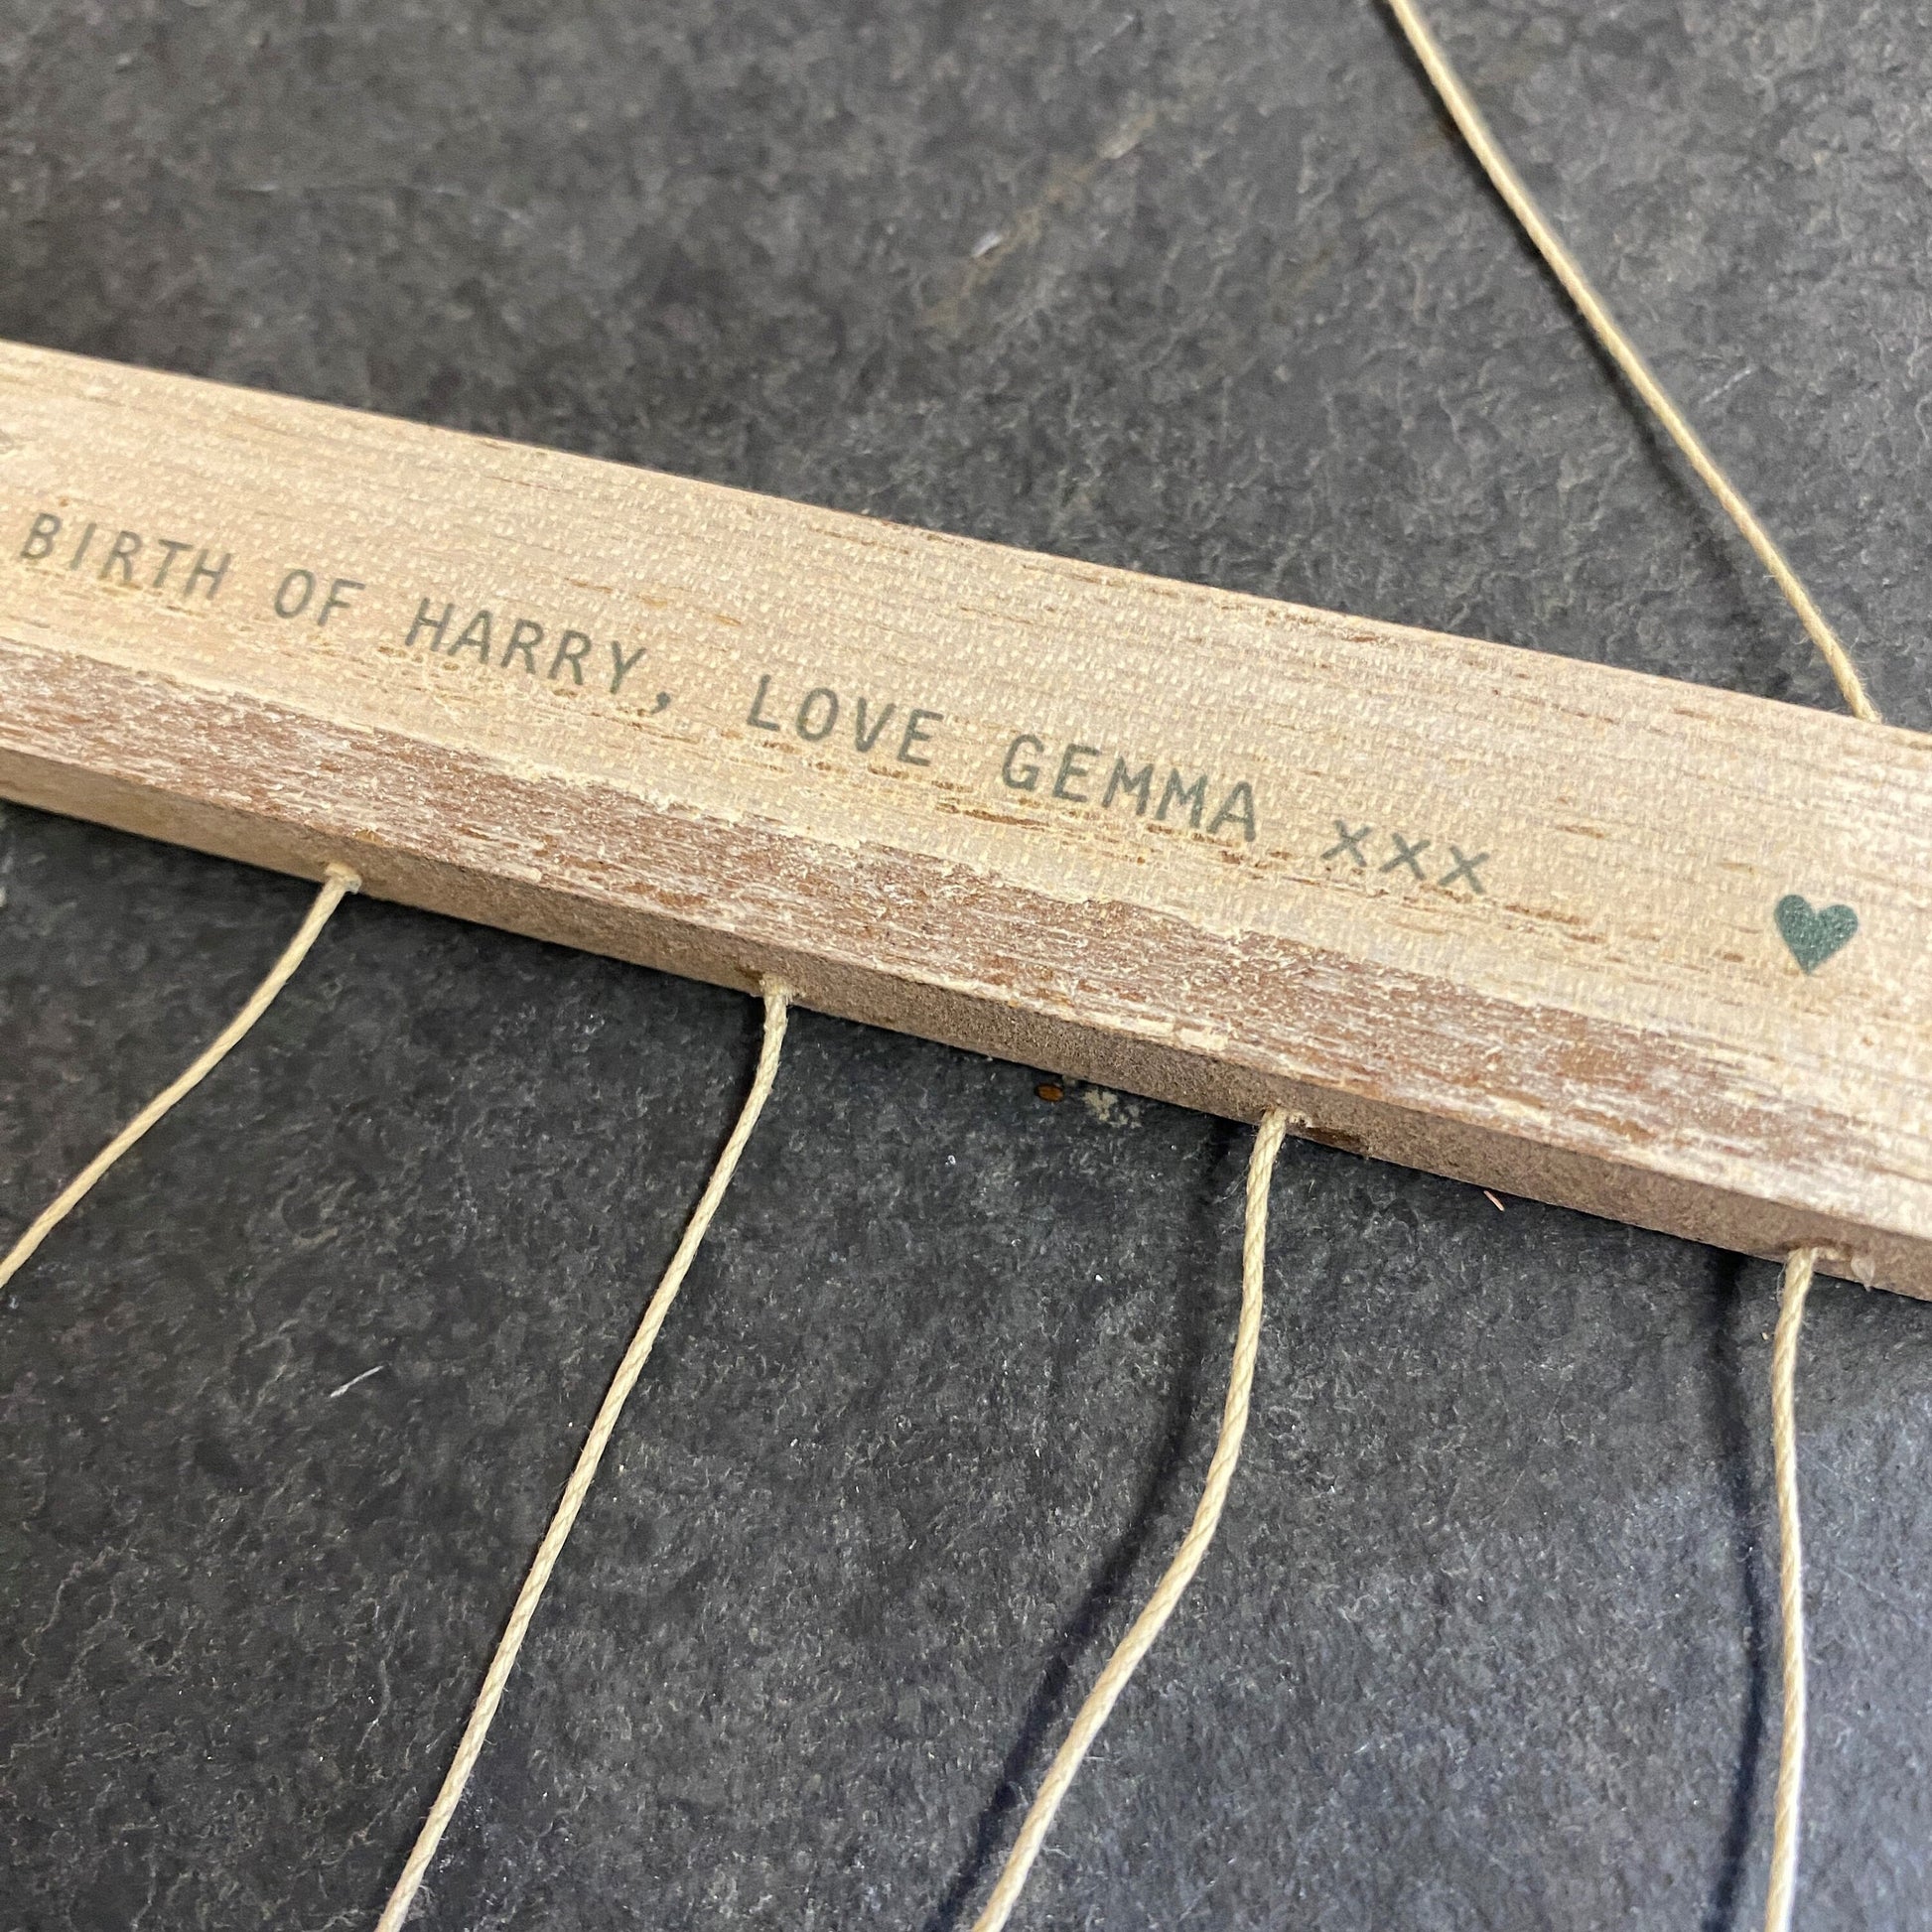 BIRTH OF HARRY, LOVE GEMMA xxx